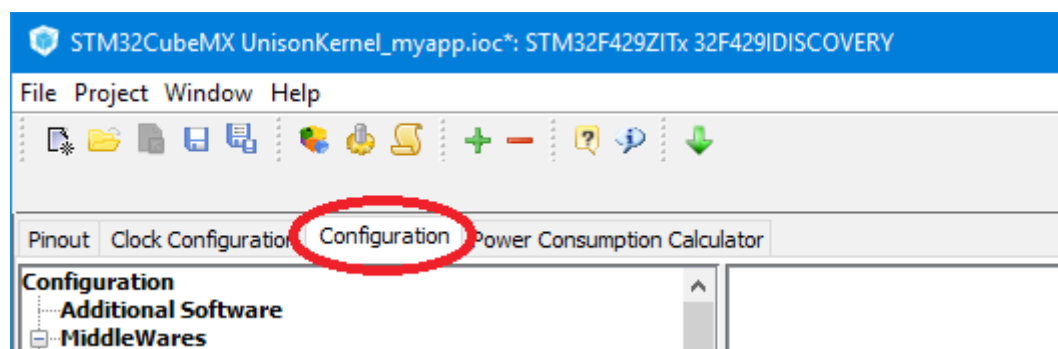 STM32CubeMX UnisonKernel_myapp.ioc*: STM32F429ZITx 32F429IDISCOVERY
File Project Window Help
Pinout Clock Configuration Configuration Power Consumption Calculator
Configuration
Additional Software
MiddleWares